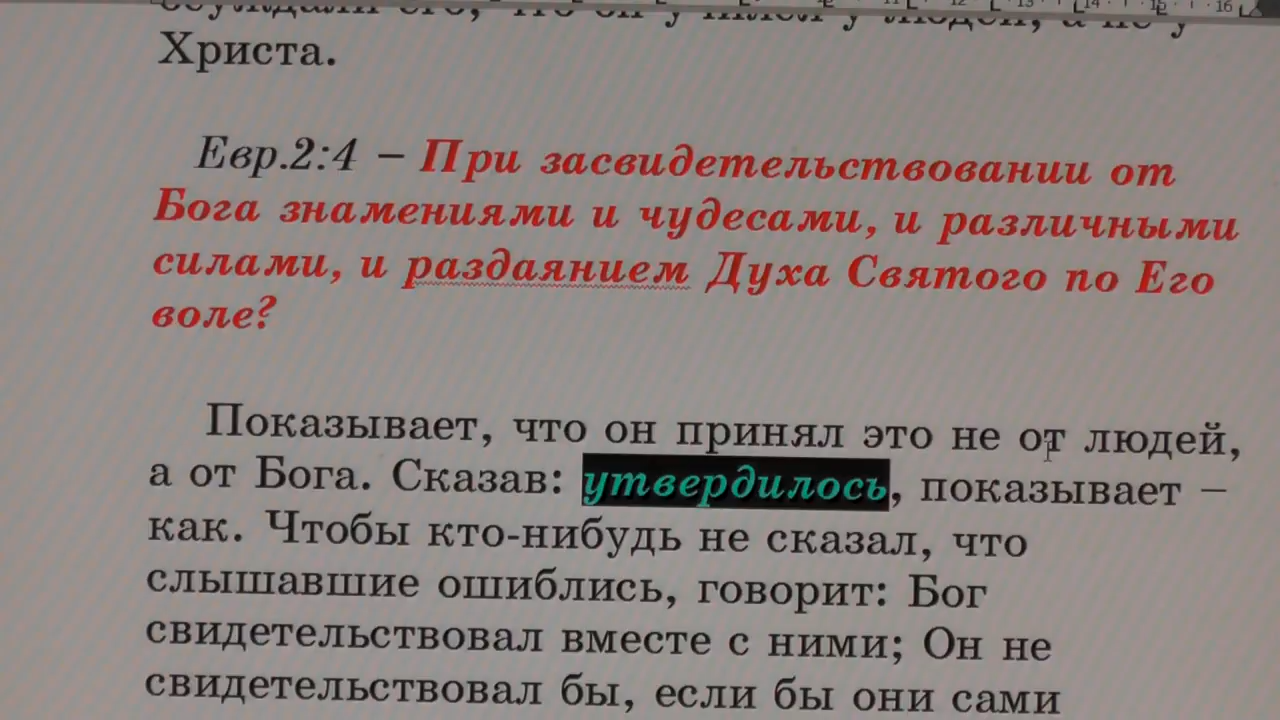 Христа.
Евр.2:4 – При засвидетельствовании от
Бога знамениями и чудесами, и различными
силами, и раздаянием Духа Святого по Его
воле?
Показывает, что он принял это не от людей,
а от Бога. Сказав: утвердилось, показывает –
как. Чтобы кто-нибудь не сказал, что
слышавшие ошиблись, говорит: Бог
свидетельствовал вместе с ними; Он не
свидетельствовал бы, если бы они сами